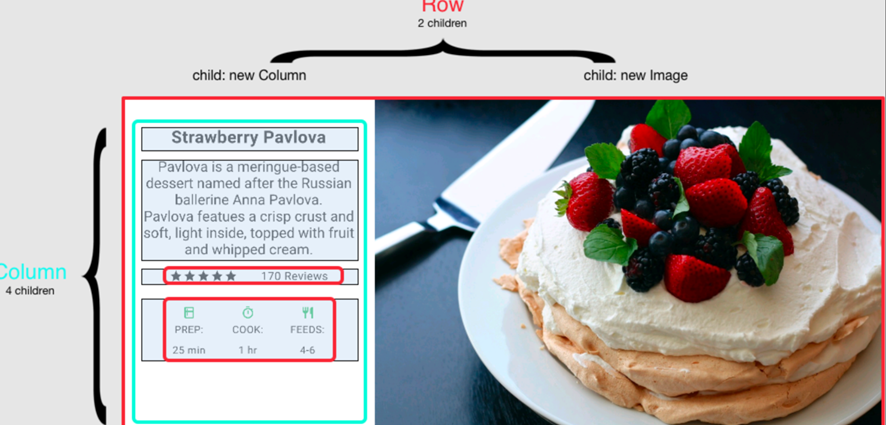 Row
2 children
child: new Column
child: new Image
Strawberry Pavlova
Pavlova is a meringue-based
dessert named after the Russian
ballerine Anna Pavlova.
Pavlova featues a crisp crust and
soft, light inside, topped with fruit
and whipped cream.
170 Reviews
Column
4 children
PREP: COOK: FEEDS:
25 min 1 hr 4-6